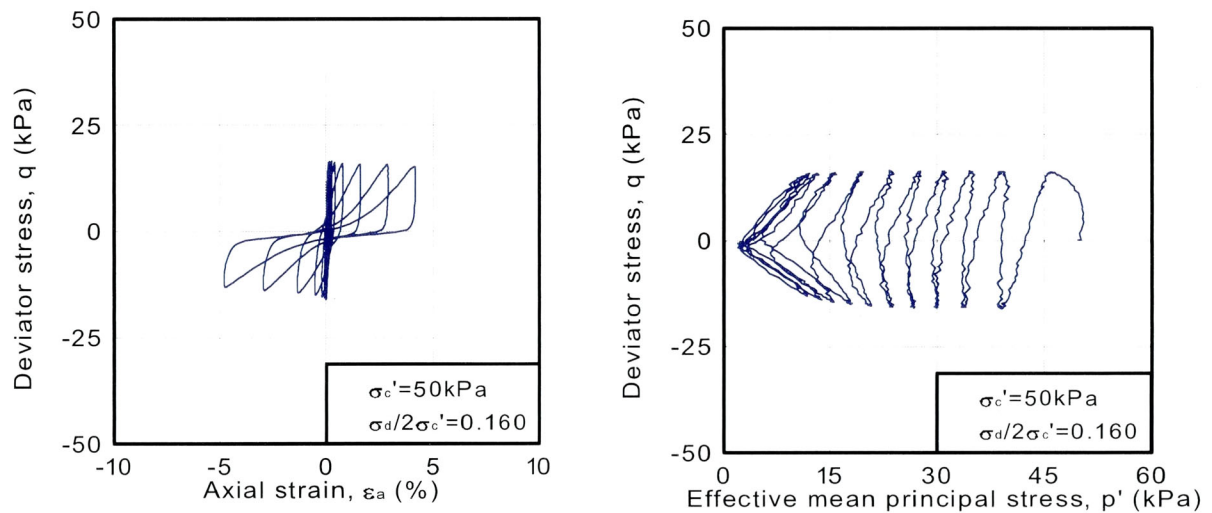 50
25
0
-25
-50
Deviator stress, q (kPa)
σc'=50kPa
σd/2σc'=0.160
-10
-5
0
5
10
Axial strain, εa (%)
50
25
0
-25
-50
Deviator stress, q (kPa)
σc'=50kPa
σd/2σc'=0.160
0
15
30
45
60
Effective mean principal stress, p' (kPa)